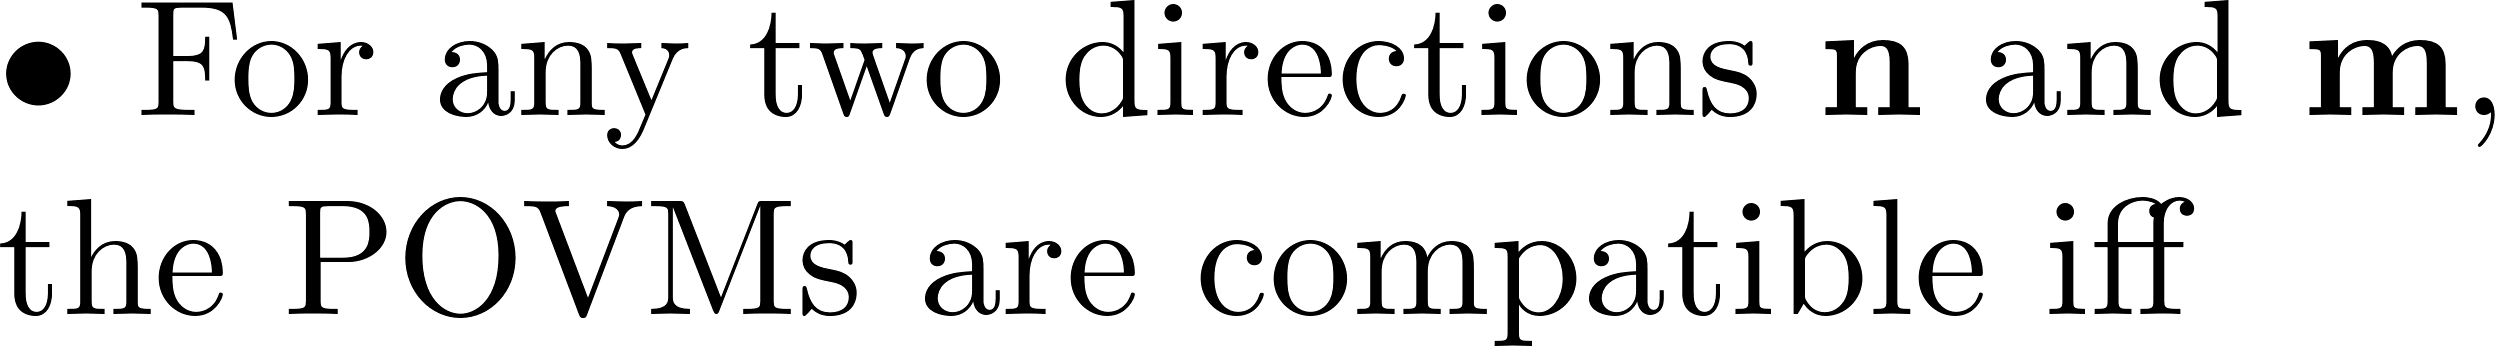 • For any two directions **n** and **m**,
the POVMs are compatible iff